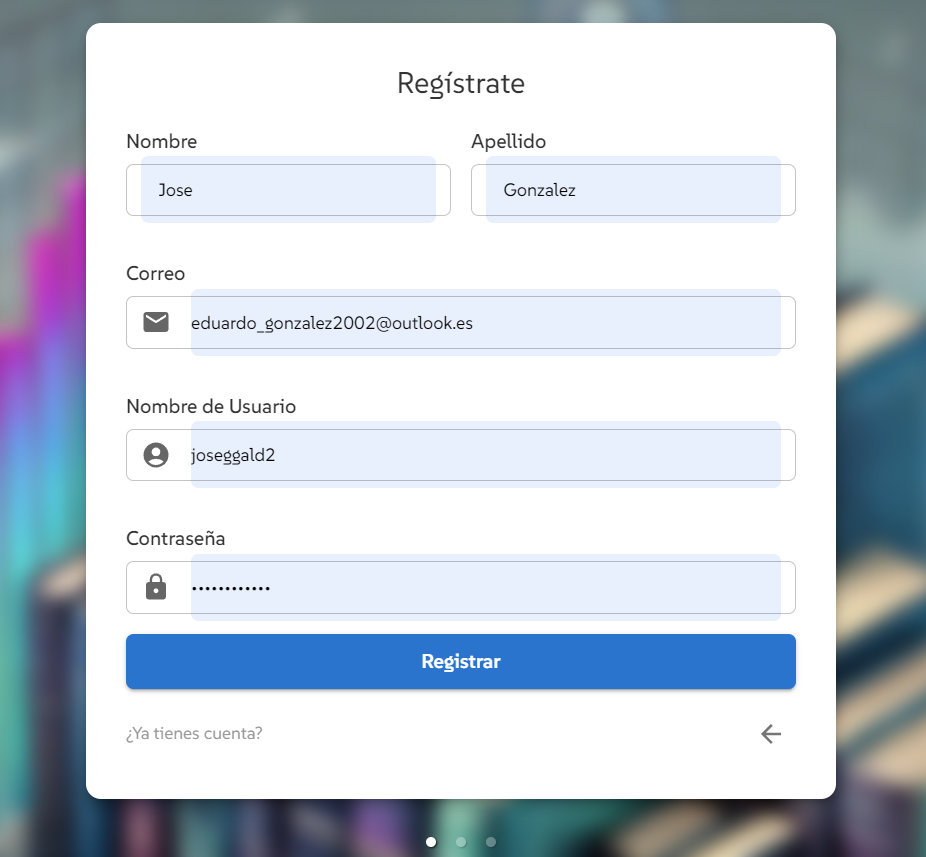 Regístrate
Nombre
Apellido
Jose
Gonzalez
Correo
eduardo_gonzalez2002@outlook.es
Nombre de Usuario
joseggald2
Contraseña
••••••••••••
Registrar
¿Ya tienes cuenta?